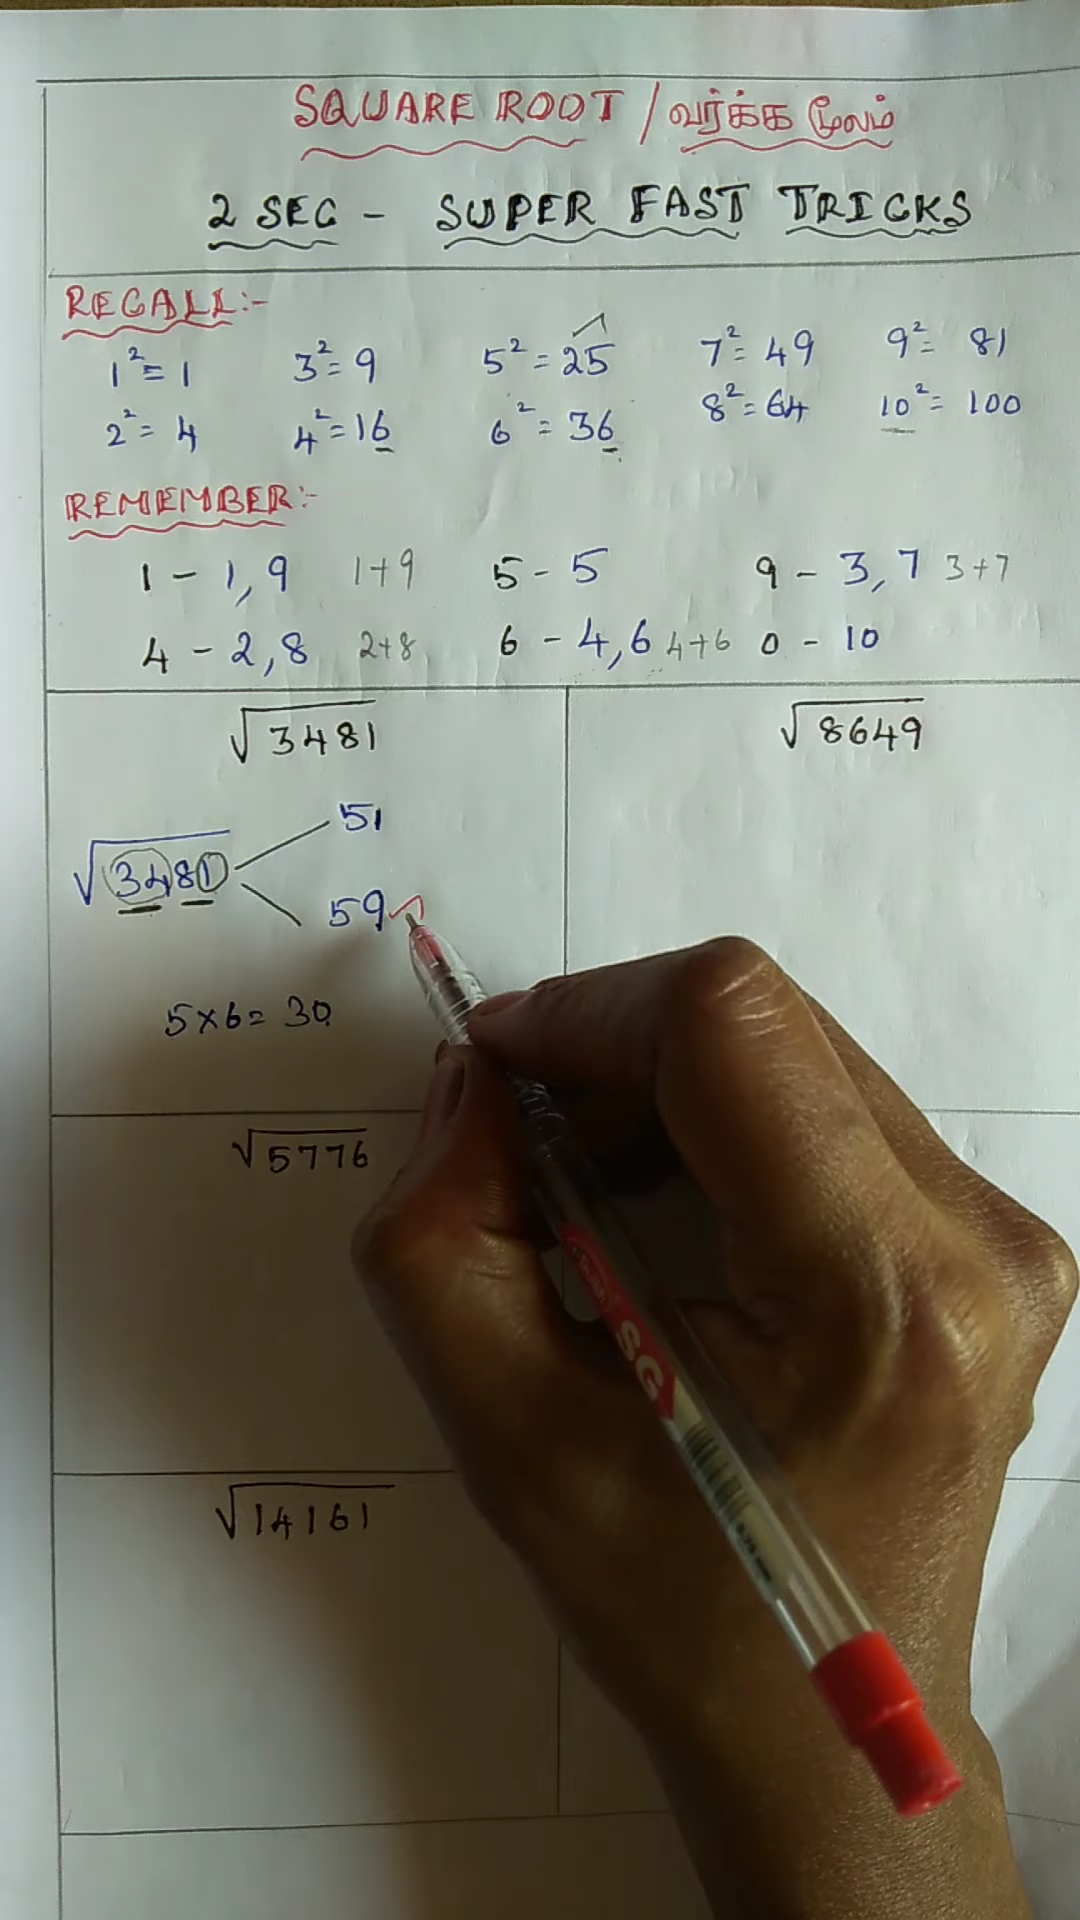 SQUARE ROOT / வர்க்க மூலம்
2 SEC - SUPER FAST TRICKS
RECALL:-
1² = 1 3² = 9 5² = 25 7² = 49 9² = 81
2² = 4 4² = 16 6² = 36 8² = 64 10² = 100
REMEMBER:-
1 - 1, 9 1+9 5 - 5 9 - 3, 7 3+7
4 - 2, 8 2+8 6 - 4, 6 4+6 0 - 10
√3481 √8649
51
√3481
59
5×6= 30
√5776
√14161
SG